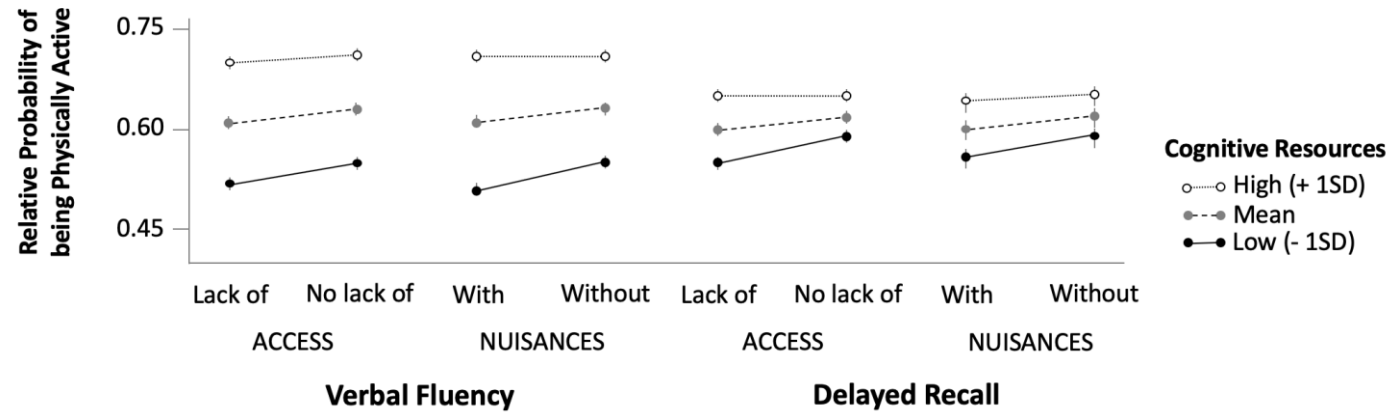 Relative Probability of
being Physically Active
0.75
0.60
0.45
Lack of No lack of With Without Lack of No lack of With Without
ACCESS NUISANCES ACCESS NUISANCES
Verbal Fluency Delayed Recall
Cognitive Resources
High (+ 1SD)
Mean
Low (- 1SD)